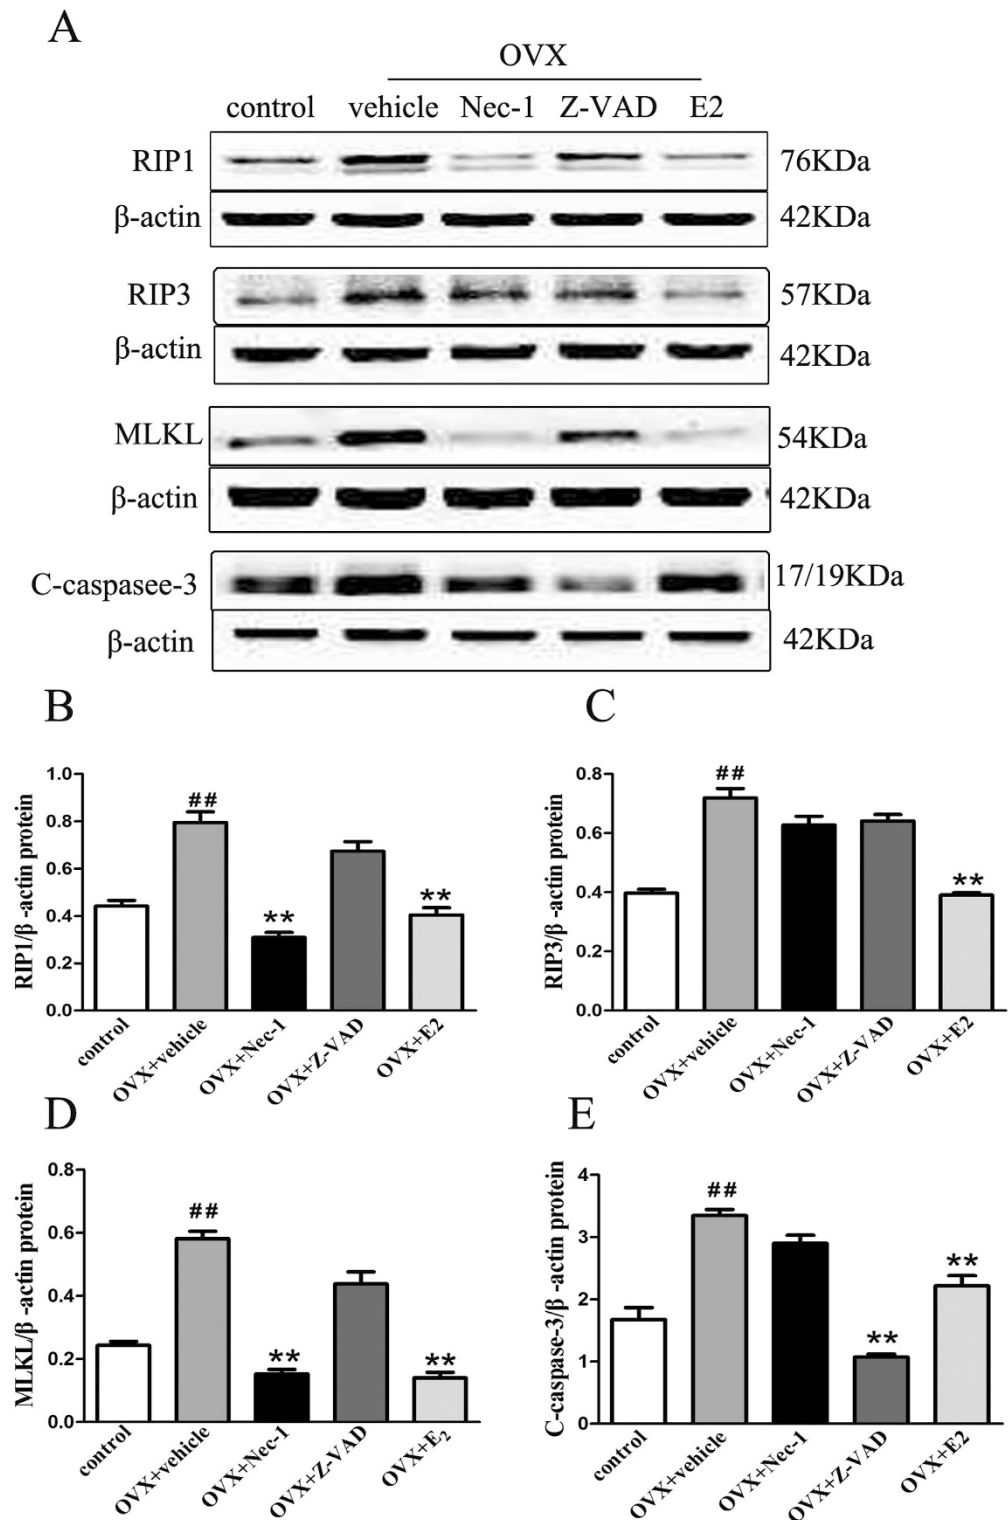 A
OVX
control vehicle Nec-1 Z-VAD E2
RIP1 76KDa
β-actin 42KDa
RIP3 57KDa
β-actin 42KDa
MLKL 54KDa
β-actin 42KDa
C-caspasee-3 17/19KDa
β-actin 42KDa
B
RIP1/β -actin protein
1.0
0.8
0.6
0.4
0.2
0.0
##
**
**
control
OVX+vehicle
OVX+Nec-1
OVX+Z-VAD
OVX+E2
C
RIP3/β -actin protein
0.8
0.6
0.4
0.2
0.0
##
**
control
OVX+vehicle
OVX+Nec-1
OVX+Z-VAD
OVX+E2
D
MLKL/β -actin protein
0.8
0.6
0.4
0.2
0.0
##
**
**
control
OVX+vehicle
OVX+Nec-1
OVX+Z-VAD
OVX+E₂
E
C-caspase-3/β -actin protein
4
3
2
1
0
##
**
**
control
OVX+vehicle
OVX+Nec-1
OVX+Z-VAD
OVX+E2